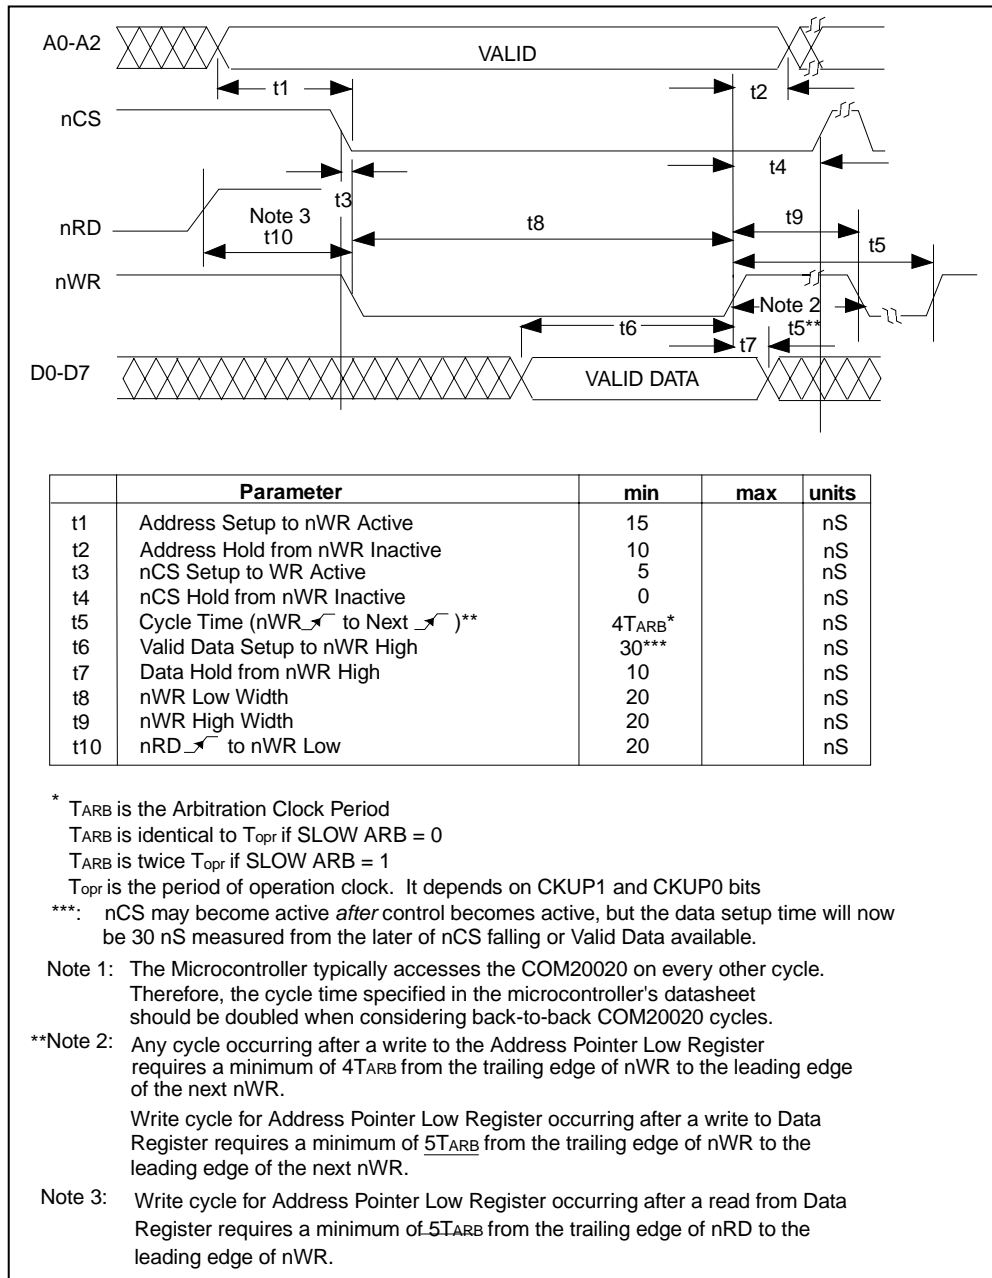 A0-A2
VALID
t1
t2
nCS
t4
t3
nRD
Note 3
t10
t8
t9
t5
nWR
Note 2
t6
t5**
t7
D0-D7
VALID DATA
Parameter min max units
t1 Address Setup to nWR Active 15 nS
t2 Address Hold from nWR Inactive 10 nS
t3 nCS Setup to WR Active 5 nS
t4 nCS Hold from nWR Inactive 0 nS
t5 Cycle Time (nWR to Next )** 4TARB* nS
t6 Valid Data Setup to nWR High 30*** nS
t7 Data Hold from nWR High 10 nS
t8 nWR Low Width 20 nS
t9 nWR High Width 20 nS
t10 nRD to nWR Low 20 nS
* TARB is the Arbitration Clock Period
TARB is identical to Topr if SLOW ARB = 0
TARB is twice Topr if SLOW ARB = 1
Topr is the period of operation clock. It depends on CKUP1 and CKUP0 bits
***: nCS may become active after control becomes active, but the data setup time will now
be 30 nS measured from the later of nCS falling or Valid Data available.
Note 1: The Microcontroller typically accesses the COM20020 on every other cycle.
Therefore, the cycle time specified in the microcontroller's datasheet
should be doubled when considering back-to-back COM20020 cycles.
**Note 2: Any cycle occurring after a write to the Address Pointer Low Register
requires a minimum of 4TARB from the trailing edge of nWR to the leading edge
of the next nWR.
Write cycle for Address Pointer Low Register occurring after a write to Data
Register requires a minimum of 5TARB from the trailing edge of nWR to the
leading edge of the next nWR.
Note 3: Write cycle for Address Pointer Low Register occurring after a read from Data
Register requires a minimum of 5TARB from the trailing edge of nRD to the
leading edge of nWR.